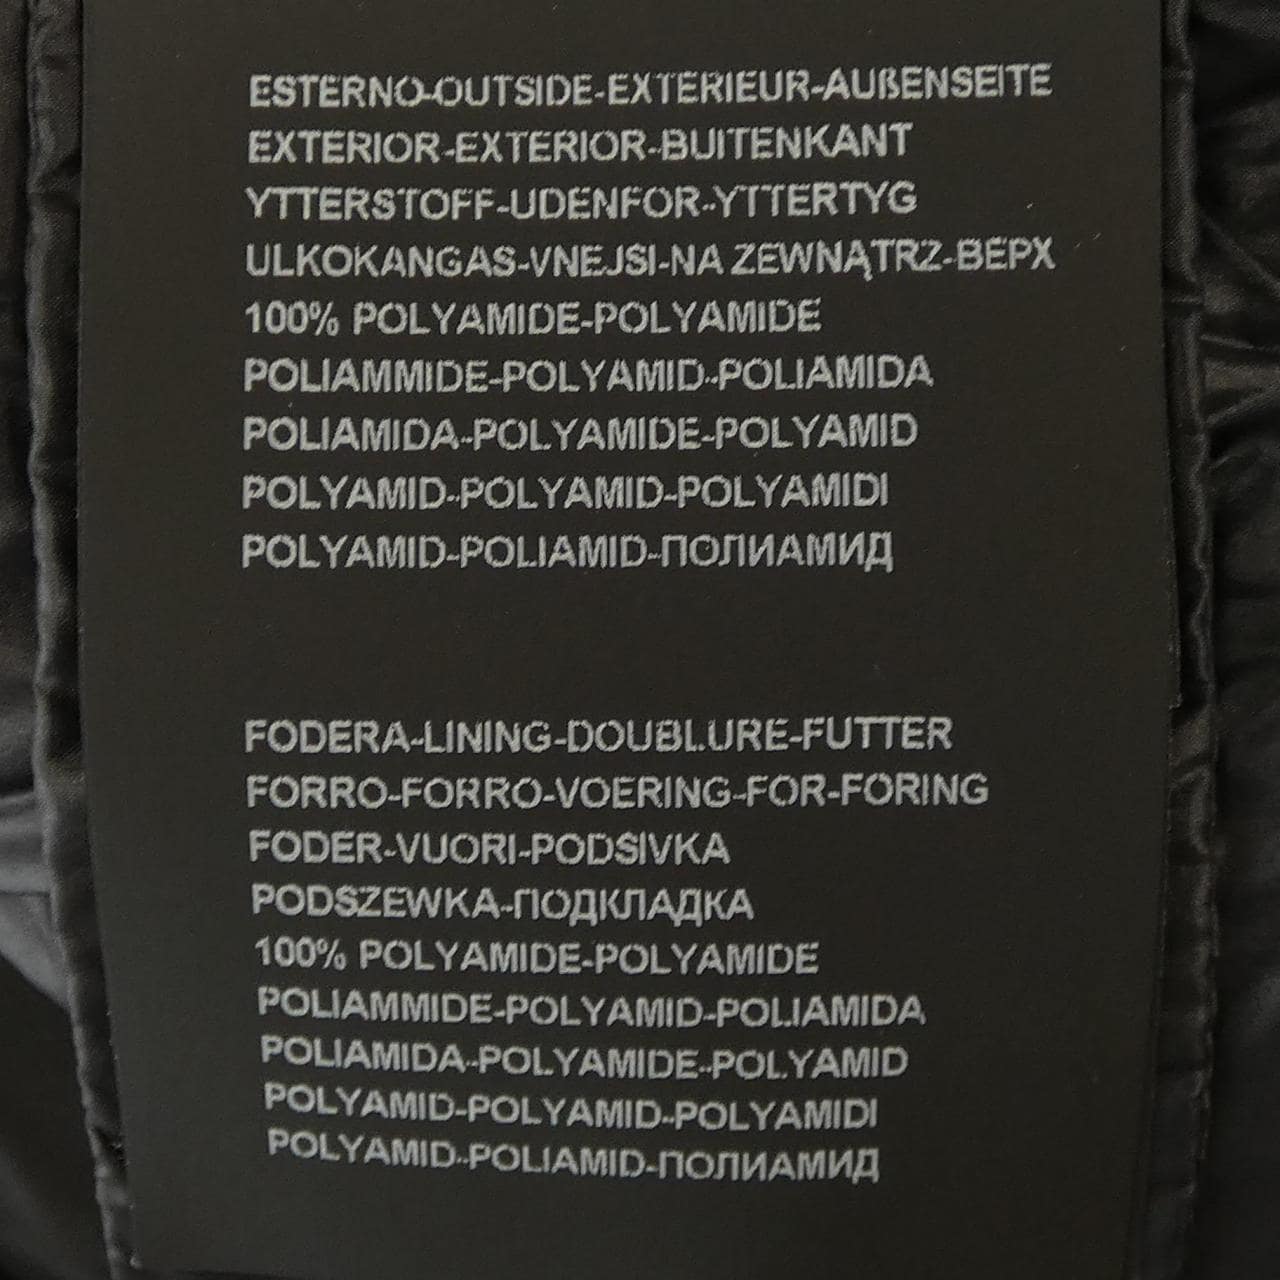 ESTERNO-OUTSIDE-EXTERIEUR-AUßENSEITE
EXTERIOR-EXTERIOR-BUITENKANT
YTTERSTOFF-UDENFOR-YTTERTYG
ULKOKANGAS-VNEJSI-NA ZEWNĄTRZ-ВЕРХ
100% POLYAMIDE-POLYAMIDE
POLIAMMIDE-POLYAMID-POLIAMIDA
POLIAMIDA-POLYAMIDE-POLYAMID
POLYAMID-POLYAMID-POLYAMIDI
POLYAMID-POLIAMID-ПОЛИАМИД
FODERA-LINING-DOUBLURE-FUTTER
FORRO-FORRO-VOERING-FOR-FORING
FODER-VUORI-PODSIVKA
PODSZEWKA-ПОДКЛАДКА
100% POLYAMIDE-POLYAMIDE
POLIAMMIDE-POLYAMID-POLIAMIDA
POLIAMIDA-POLYAMIDE-POLYAMID
POLYAMID-POLYAMID-POLYAMIDI
POLYAMID-POLIAMID-ПОЛИАМИД